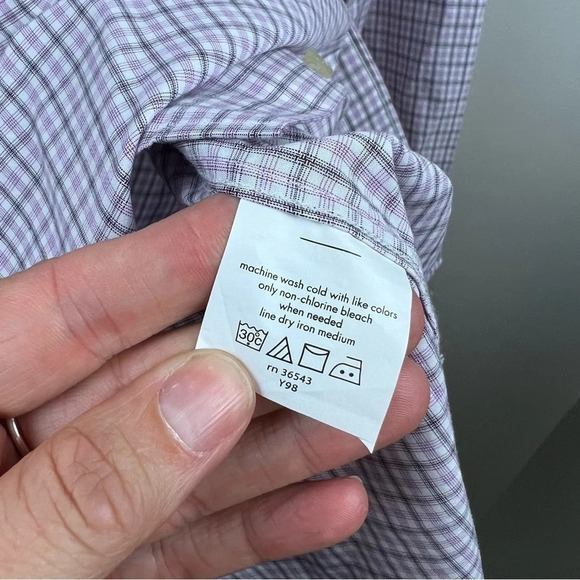 machine wash cold with like colors
only non-chlorine bleach
when needed
line dry iron medium
30°C
rn 36543
Y98